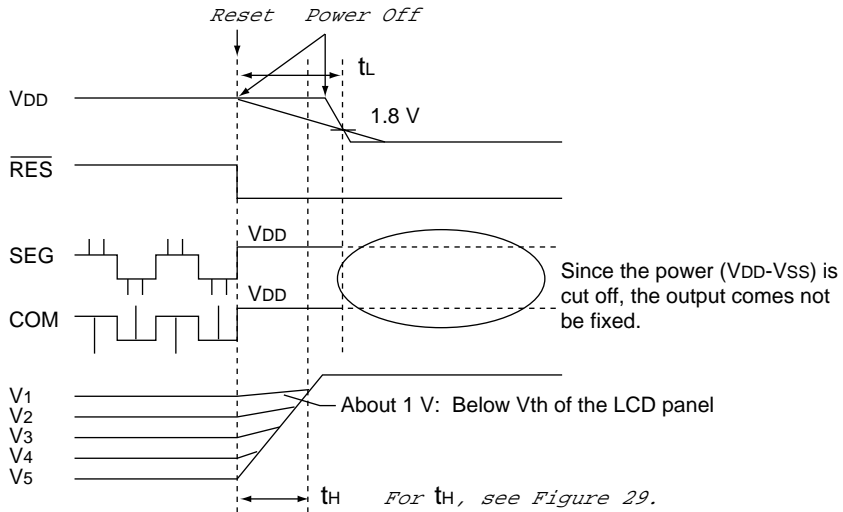 Reset Power Off
tL
VDD
1.8 V
RES
VDD
SEG
Since the power (VDD-VSS) is
cut off, the output comes not
be fixed.
VDD
COM
V1
About 1 V: Below Vth of the LCD panel
V2
V3
V4
V5
tH For tH, see Figure 29.